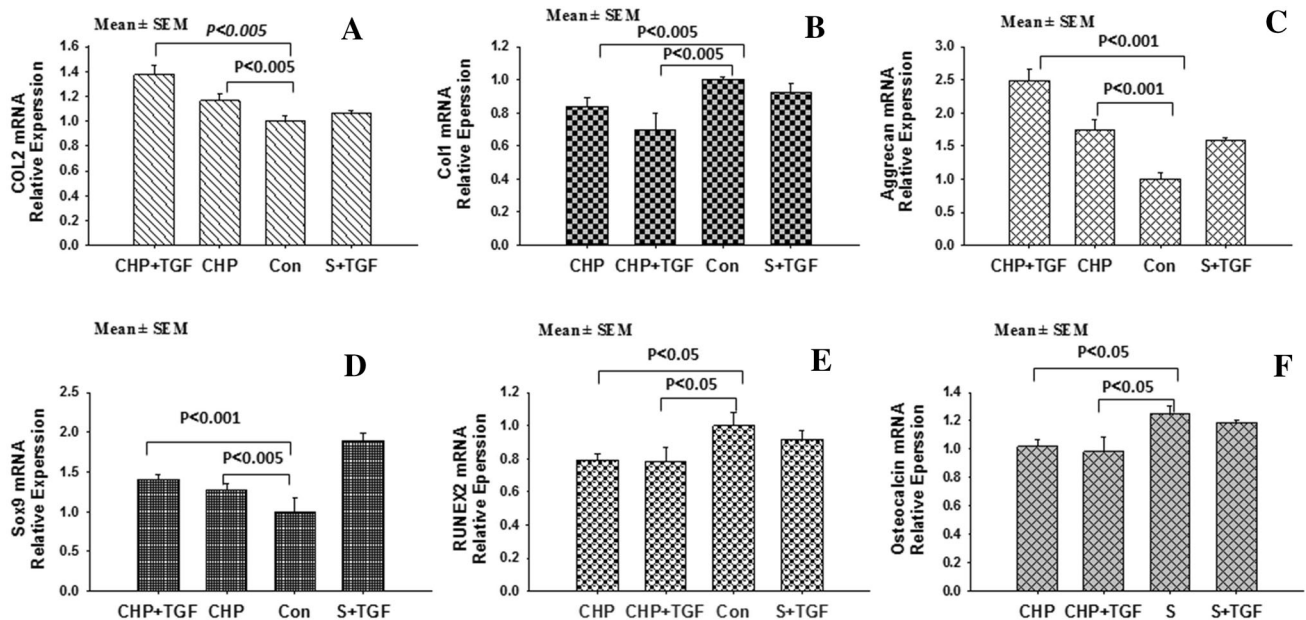 Mean± SEM
A
P<0.005
P<0.005
COL2 mRNA
Relative Experssion
1.6
1.4
1.2
1.0
0.8
0.6
0.4
0.2
0.0
CHP+TGF CHP Con S+TGF
Mean± SEM
B
P<0.005
P<0.005
Col1 mRNA
Relative Eperssion
1.2
1.0
0.8
0.6
0.4
0.2
0.0
CHP CHP+TGF Con S+TGF
Mean± SEM
C
P<0.001
P<0.001
Aggrecan mRNA
Relative Experssion
3.0
2.5
2.0
1.5
1.0
0.5
0.0
CHP+TGF CHP Con S+TGF
Mean± SEM
D
P<0.001
P<0.005
Sox9 mRNA
Relative Experssion
2.5
2.0
1.5
1.0
0.5
0.0
CHP+TGF CHP Con S+TGF
Mean± SEM
E
P<0.05
P<0.05
RUNEX2 mRNA
Relative Eperssion
1.2
1.0
0.8
0.6
0.4
0.2
0.0
CHP CHP+TGF Con S+TGF
Mean± SEM
F
P<0.05
P<0.05
Osteocalcin mRNA
Relative Eperssion
1.4
1.2
1.0
0.8
0.6
0.4
0.2
0.0
CHP CHP+TGF S S+TGF